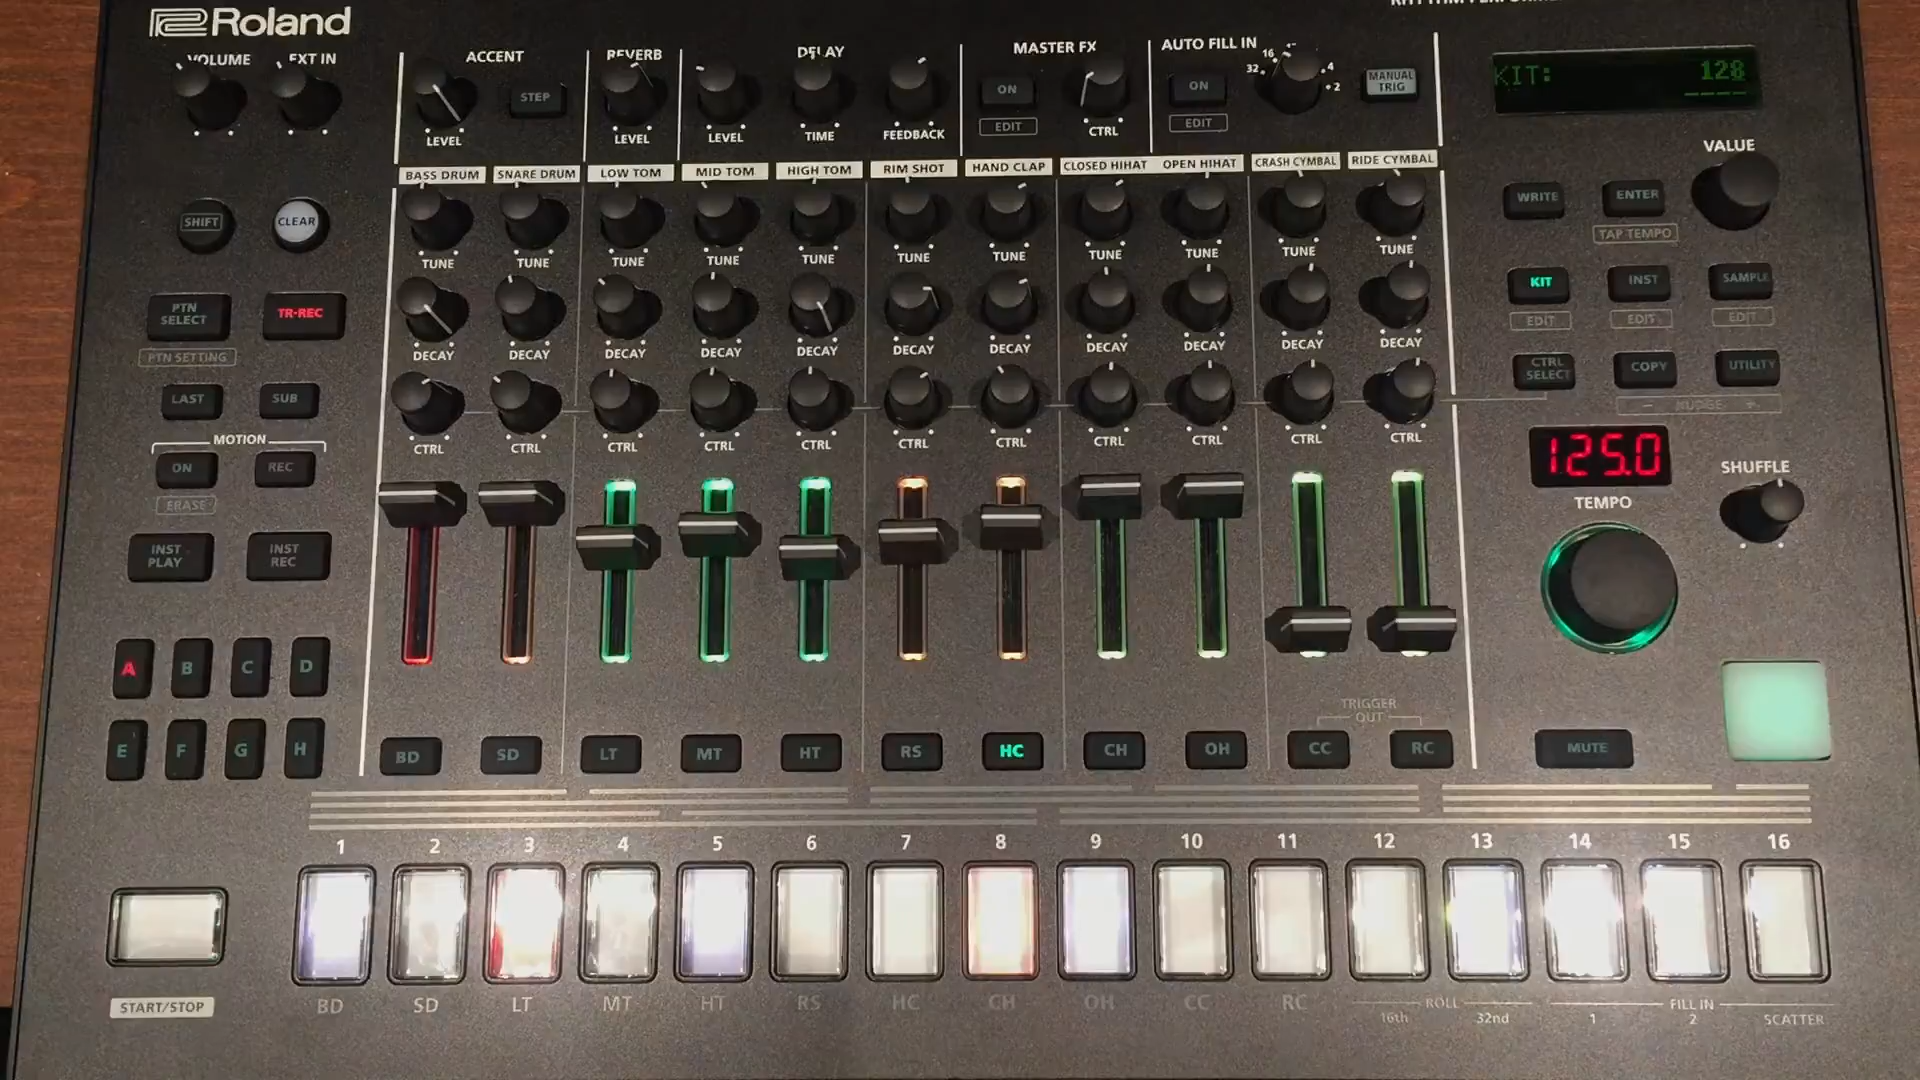 Roland
VOLUME EXT IN ACCENT REVERB DELAY MASTER FX AUTO FILL IN
STEP ON ON 32 16 4 2 MANUAL TRIG
EDIT EDIT
LEVEL LEVEL LEVEL TIME FEEDBACK CTRL
KIT: 128
BASS DRUM SNARE DRUM LOW TOM MID TOM HIGH TOM RIM SHOT HAND CLAP CLOSED HIHAT OPEN HIHAT CRASH CYMBAL RIDE CYMBAL
VALUE
SHIFT CLEAR
WRITE ENTER
TAP TEMPO
TUNE TUNE TUNE TUNE TUNE TUNE TUNE TUNE TUNE TUNE TUNE
KIT INST SAMPLE
EDIT EDIT EDIT
PTN SELECT TR-REC
PTN SETTING
DECAY DECAY DECAY DECAY DECAY DECAY DECAY DECAY DECAY DECAY DECAY
CTRL SELECT COPY UTILITY
- NUDGE +
LAST SUB
MOTION
CTRL CTRL CTRL CTRL CTRL CTRL CTRL CTRL CTRL CTRL CTRL
ON REC
ERASE
125.0
TEMPO
SHUFFLE
INST PLAY INST REC
A B C D
E F G H
TRIGGER OUT
BD SD LT MT HT RS HC CH OH CC RC
MUTE
1 2 3 4 5 6 7 8 9 10 11 12 13 14 15 16
START/STOP
BD SD LT MT HT RS HC CH OH CC RC
ROLL FILL IN
16th 32nd 1 2 SCATTER